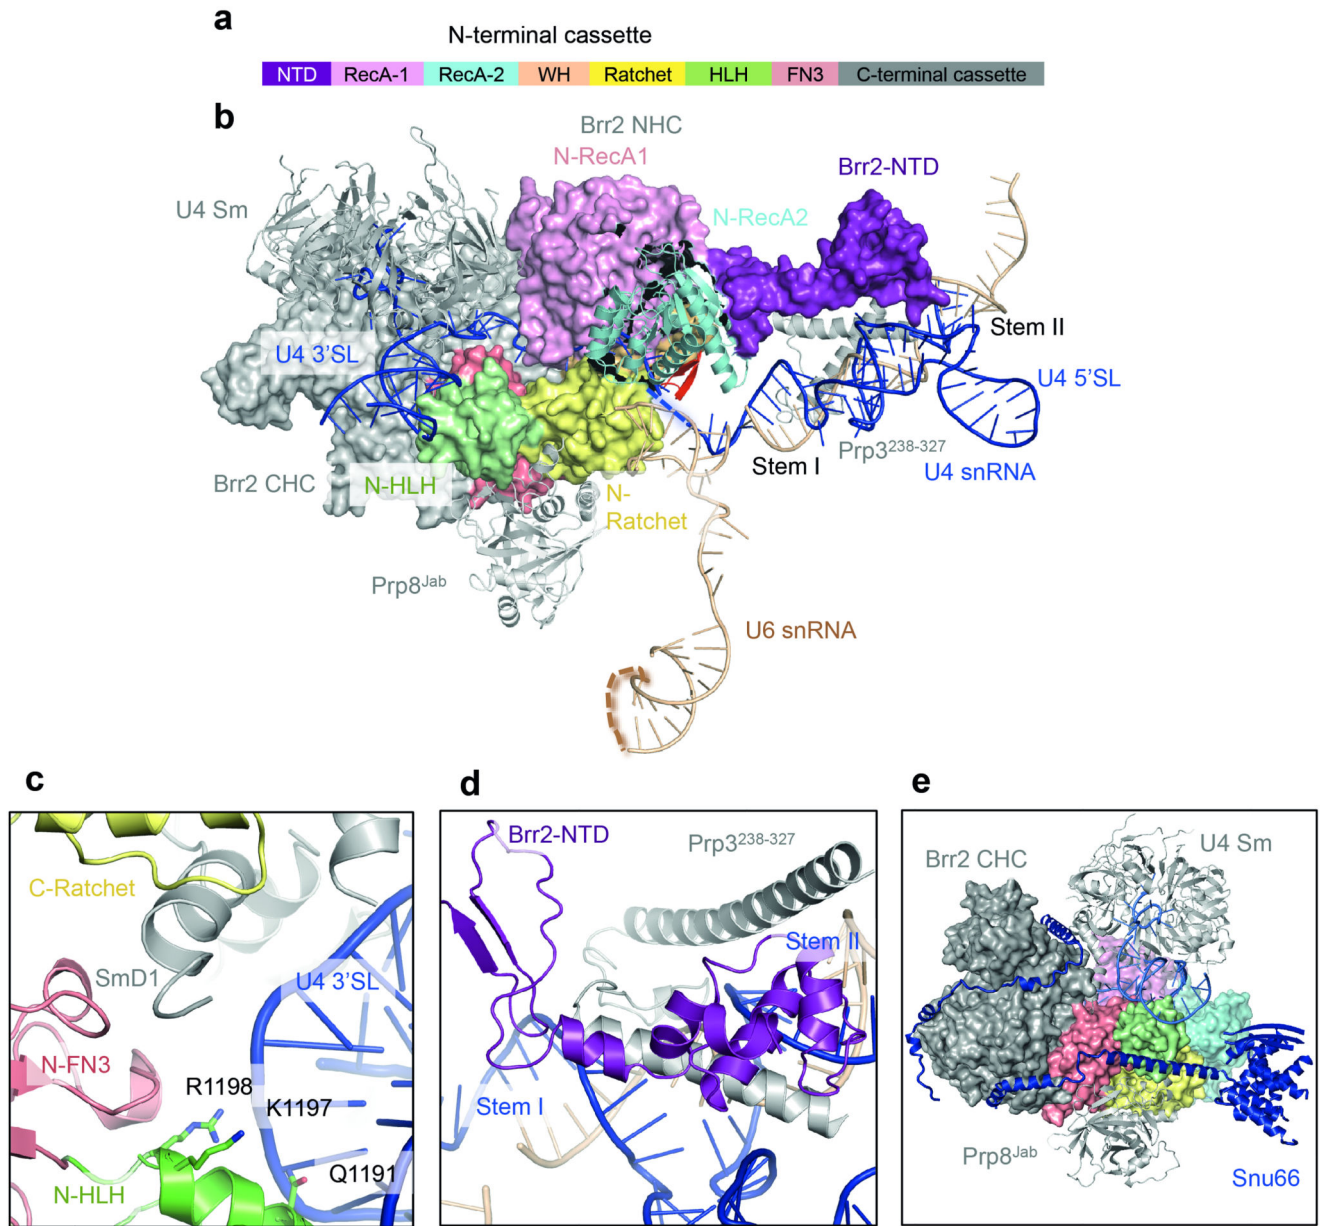 a
N-terminal cassette
NTD RecA-1 RecA-2 WH Ratchet HLH FN3 C-terminal cassette
b
Brr2 NHC
N-RecA1
Brr2-NTD
U4 Sm
N-RecA2
Stem II
U4 3’SL
U4 5’SL
Prp3238-327
Stem I
U4 snRNA
Brr2 CHC
N-HLH
N-
Ratchet
Prp8Jab
U6 snRNA
c
C-Ratchet
SmD1
U4 3’SL
N-FN3
R1198
K1197
Q1191
N-HLH
d
Brr2-NTD
Prp3238-327
Stem II
Stem I
e
Brr2 CHC
U4 Sm
Prp8Jab
Snu66